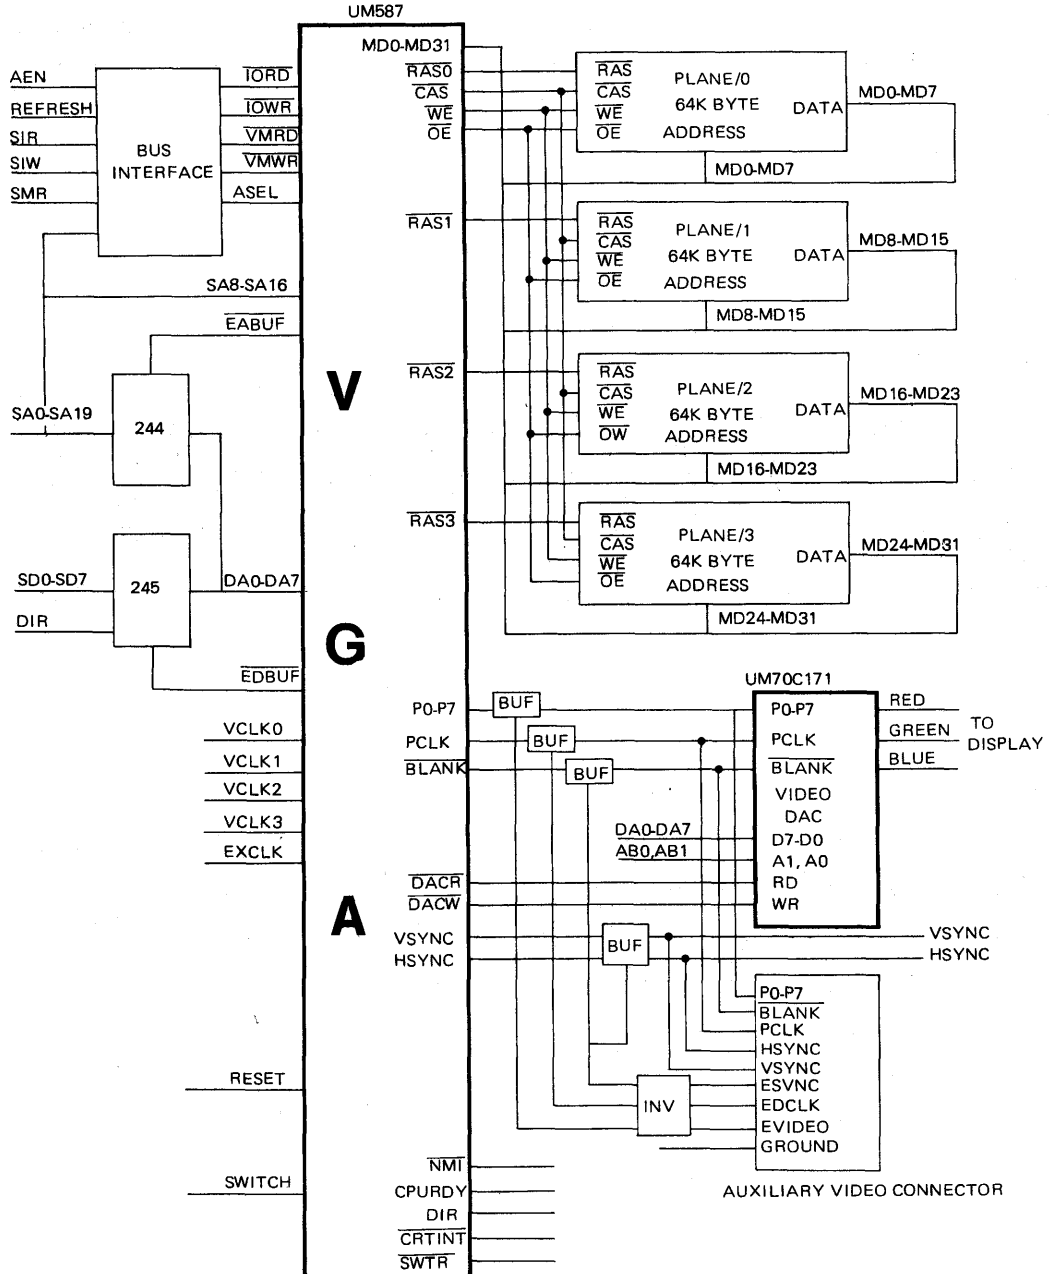 UM587
MD0-MD31
RAS0
CAS
WE
OE
AEN
REFRESH
SIR
SIW
SMR
BUS
INTERFACE
IORD
IOWR
VMRD
VMWR
ASEL
SA8-SA16
EABUF
SA0-SA19
244
SD0-SD7
245
DA0-DA7
DIR
EDBUF
VCLK0
VCLK1
VCLK2
VCLK3
EXCLK
RESET
SWITCH
V
G
A
RAS
CAS
WE
OE
PLANE/0
64K BYTE
ADDRESS
DATA
MD0-MD7
MD0-MD7
RAS1
RAS
CAS
WE
OE
PLANE/1
64K BYTE
ADDRESS
DATA
MD8-MD15
MD8-MD15
RAS2
RAS
CAS
WE
OW
PLANE/2
64K BYTE
ADDRESS
DATA
MD16-MD23
MD16-MD23
RAS3
RAS
CAS
WE
OE
PLANE/3
64K BYTE
ADDRESS
DATA
MD24-MD31
MD24-MD31
P0-P7
PCLK
BLANK
BUF
BUF
BUF
UM70C171
P0-P7
PCLK
BLANK
VIDEO
DAC
D7-D0
A1, A0
RD
WR
RED
GREEN
BLUE
TO
DISPLAY
DA0-DA7
AB0,AB1
DACR
DACW
VSYNC
HSYNC
BUF
VSYNC
HSYNC
P0-P7
BLANK
PCLK
HSYNC
VSYNC
ESVNC
EDCLK
EVIDEO
GROUND
INV
AUXILIARY VIDEO CONNECTOR
NMI
CPURDY
DIR
CRTINT
SWTR